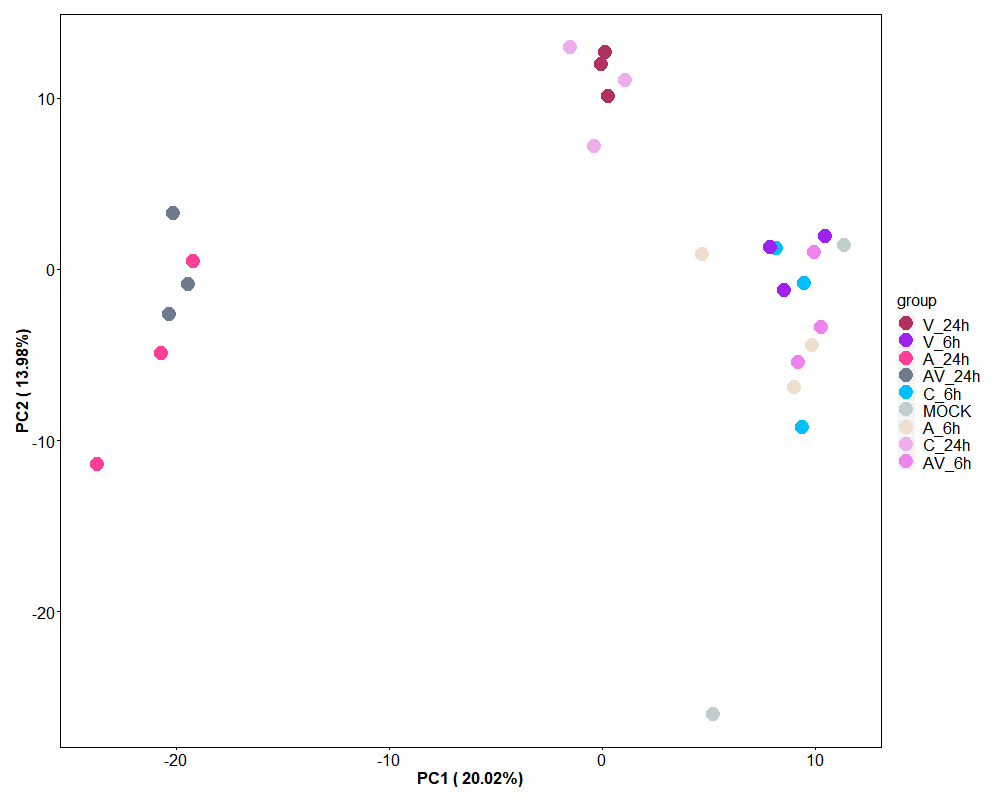 10
0
-10
-20
PC2 ( 13.98%)
-20
-10
0
10
PC1 ( 20.02%)
group
V_24h
V_6h
A_24h
AV_24h
C_6h
MOCK
A_6h
C_24h
AV_6h